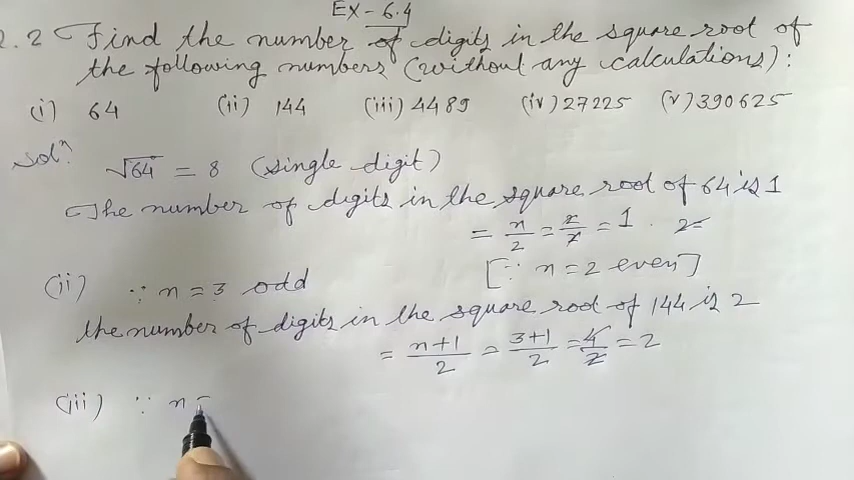 EX-6.4
Q.2 Find the number of digits in the square root of
the following numbers (without any calculations):
(i) 64 (ii) 144 (iii) 4489 (iv) 27225 (v) 390625
Solⁿ √64 = 8 (single digit)
The number of digits in the square root of 64 is 1
= n/2 = 2/2 = 1 . 2
[∵ n = 2 even]
(ii) ∵ n = 3 odd
the number of digits in the square root of 144 is 2
= n+1/2 = 3+1/2 = 4/2 = 2
(iii) ∵ n =